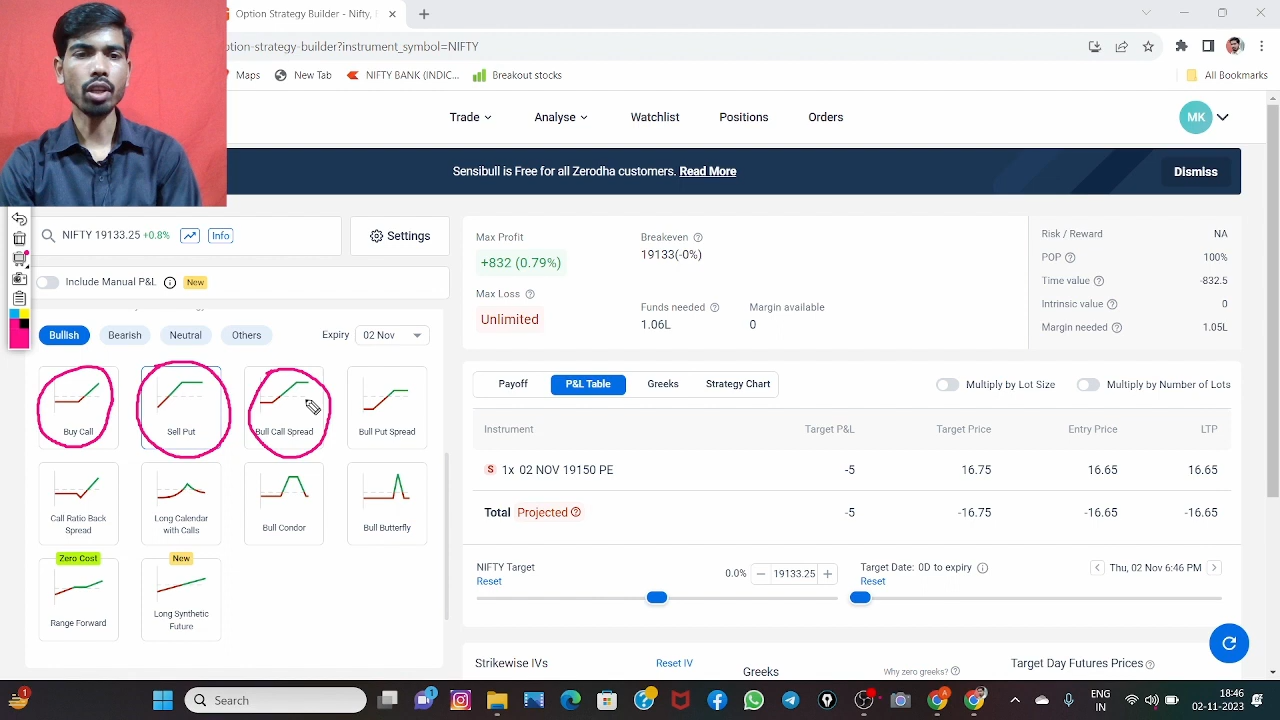 Option Strategy Builder - Nifty,
ption-strategy-builder?instrument_symbol=NIFTY
Maps New Tab NIFTY BANK (INDIC... Breakout stocks All Bookmarks
Trade Analyse Watchlist Positions Orders MK
Sensibull is Free for all Zerodha customers. Read More Dismiss
NIFTY 19133.25 +0.8% Info Settings
Include Manual P&L New
Bullish Bearish Neutral Others Expiry 02 Nov
Buy Call Sell Put Bull Call Spread Bull Put Spread
Call Ratio Back Spread
Long Calendar with Calls
Bull Condor Bull Butterfly
Zero Cost
Range Forward
New
Long Synthetic Future
Max Profit
+832 (0.79%)
Max Loss
Unlimited
Breakeven
19133(-0%)
Funds needed
1.06L
Margin available
0
Risk / Reward NA
POP 100%
Time value -832.5
Intrinsic value 0
Margin needed 1.05L
Payoff P&L Table Greeks Strategy Chart Multiply by Lot Size Multiply by Number of Lots
Instrument Target P&L Target Price Entry Price LTP
S 1x 02 NOV 19150 PE -5 16.75 16.65 16.65
Total Projected -5 -16.75 -16.65 -16.65
NIFTY Target
Reset
0.0% 19133.25
Target Date: 0D to expiry
Reset
Thu, 02 Nov 6:46 PM
Strikewise IVs Reset IV
Greeks Why zero greeks?
Target Day Futures Prices
1 Search 1 ENG
IN
18:46
02-11-2023